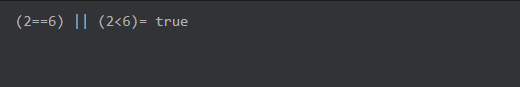 (2==6) || (2<6)= true